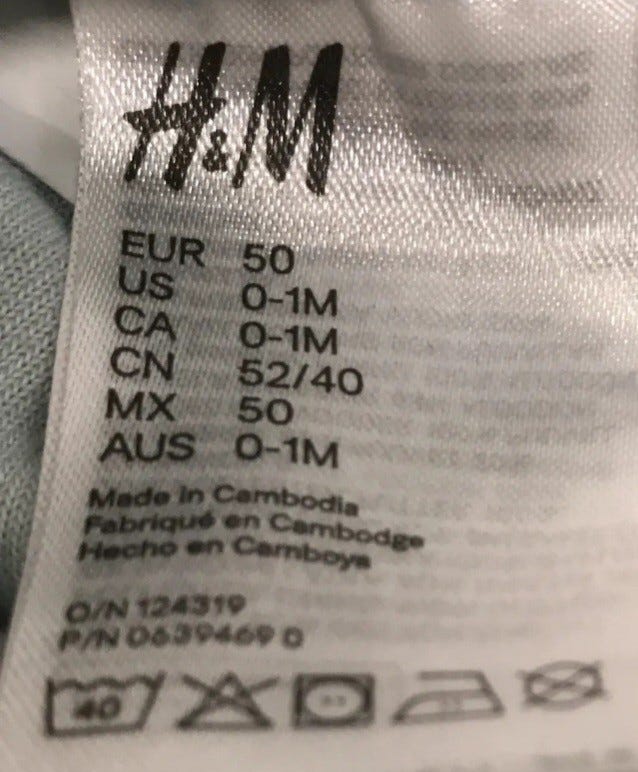 H&M
EUR 50
US 0-1M
CA 0-1M
CN 52/40
MX 50
AUS 0-1M
Made in Cambodia
Fabriqué en Cambodge
Hecho en Camboya
O/N 124319
P/N 0639469 D
40